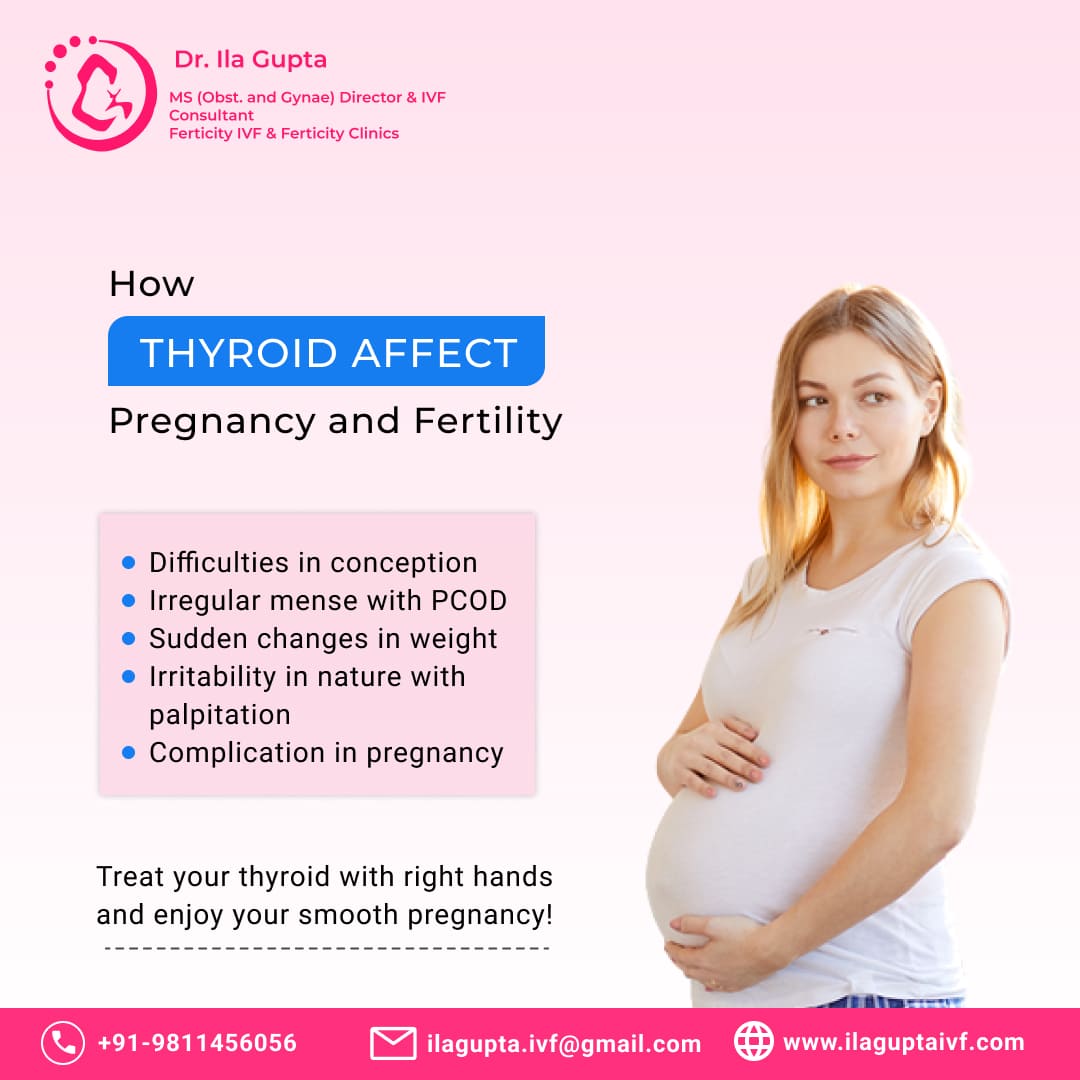 Dr. Ila Gupta
MS (Obst. and Gynae) Director & IVF
Consultant
Ferticity IVF & Ferticity Clinics
How
THYROID AFFECT
Pregnancy and Fertility
Difficulties in conception
Irregular mense with PCOD
Sudden changes in weight
Irritability in nature with
palpitation
Complication in pregnancy
Treat your thyroid with right hands
and enjoy your smooth pregnancy!
+91-9811456056
ilagupta.ivf@gmail.com
www.ilaguptaivf.com